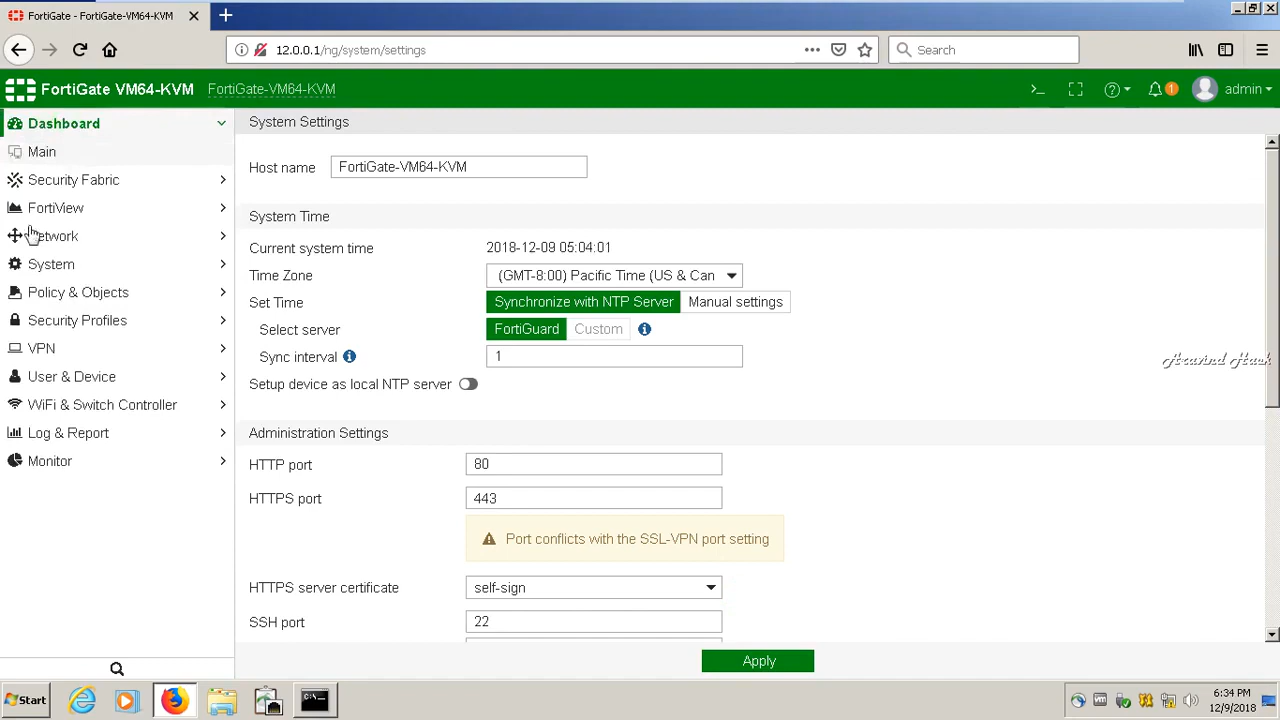 FortiGate - FortiGate-VM64-KVM
12.0.0.1/ng/system/settings
Search
FortiGate VM64-KVM
FortiGate-VM64-KVM
1
admin
Dashboard
Main
Security Fabric
FortiView
Network
System
Policy & Objects
Security Profiles
VPN
User & Device
WiFi & Switch Controller
Log & Report
Monitor
System Settings
Host name FortiGate-VM64-KVM
System Time
Current system time 2018-12-09 05:04:01
Time Zone (GMT-8:00) Pacific Time (US & Can
Set Time Synchronize with NTP Server Manual settings
Select server FortiGuard Custom
Sync interval 1
Setup device as local NTP server
Aravind Hack
Administration Settings
HTTP port 80
HTTPS port 443
Port conflicts with the SSL-VPN port setting
HTTPS server certificate self-sign
SSH port 22
Apply
Start
6:34 PM
12/9/2018